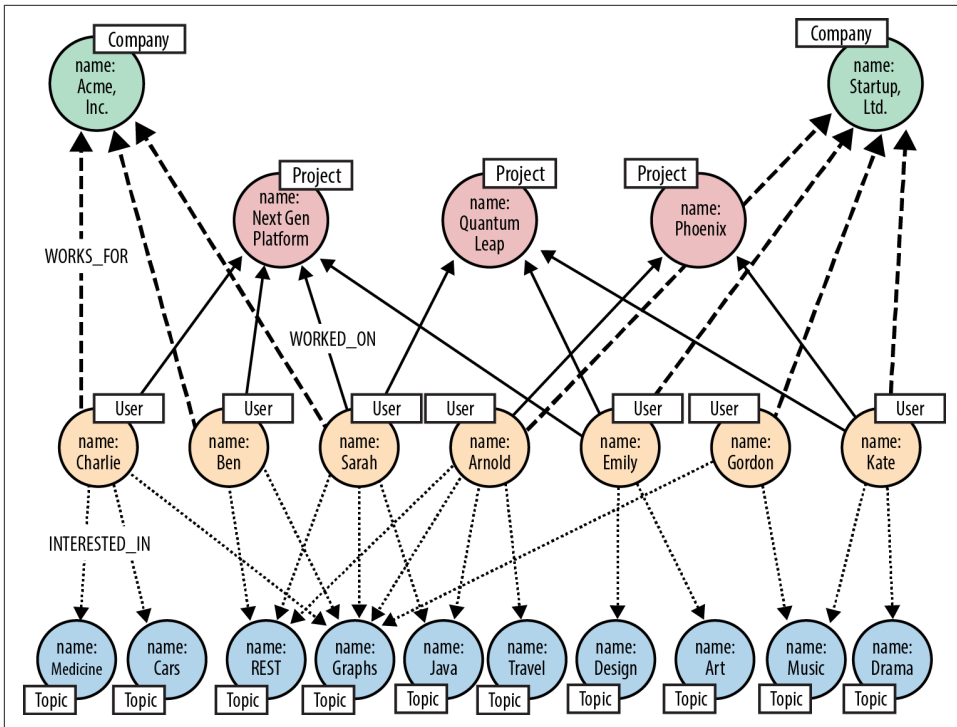 Company
name:
Acme,
Inc.
Company
name:
Startup,
Ltd.
Project
name:
Next Gen
Platform
Project
name:
Quantum
Leap
Project
name:
Phoenix
WORKS_FOR
WORKED_ON
User
name:
Charlie
User
name:
Ben
User
name:
Sarah
User
name:
Arnold
User
name:
Emily
User
name:
Gordon
User
name:
Kate
INTERESTED_IN
name:
Medicine
Topic
name:
Cars
Topic
name:
REST
Topic
name:
Graphs
Topic
name:
Java
Topic
name:
Travel
Topic
name:
Design
Topic
name:
Art
Topic
name:
Music
Topic
name:
Drama
Topic